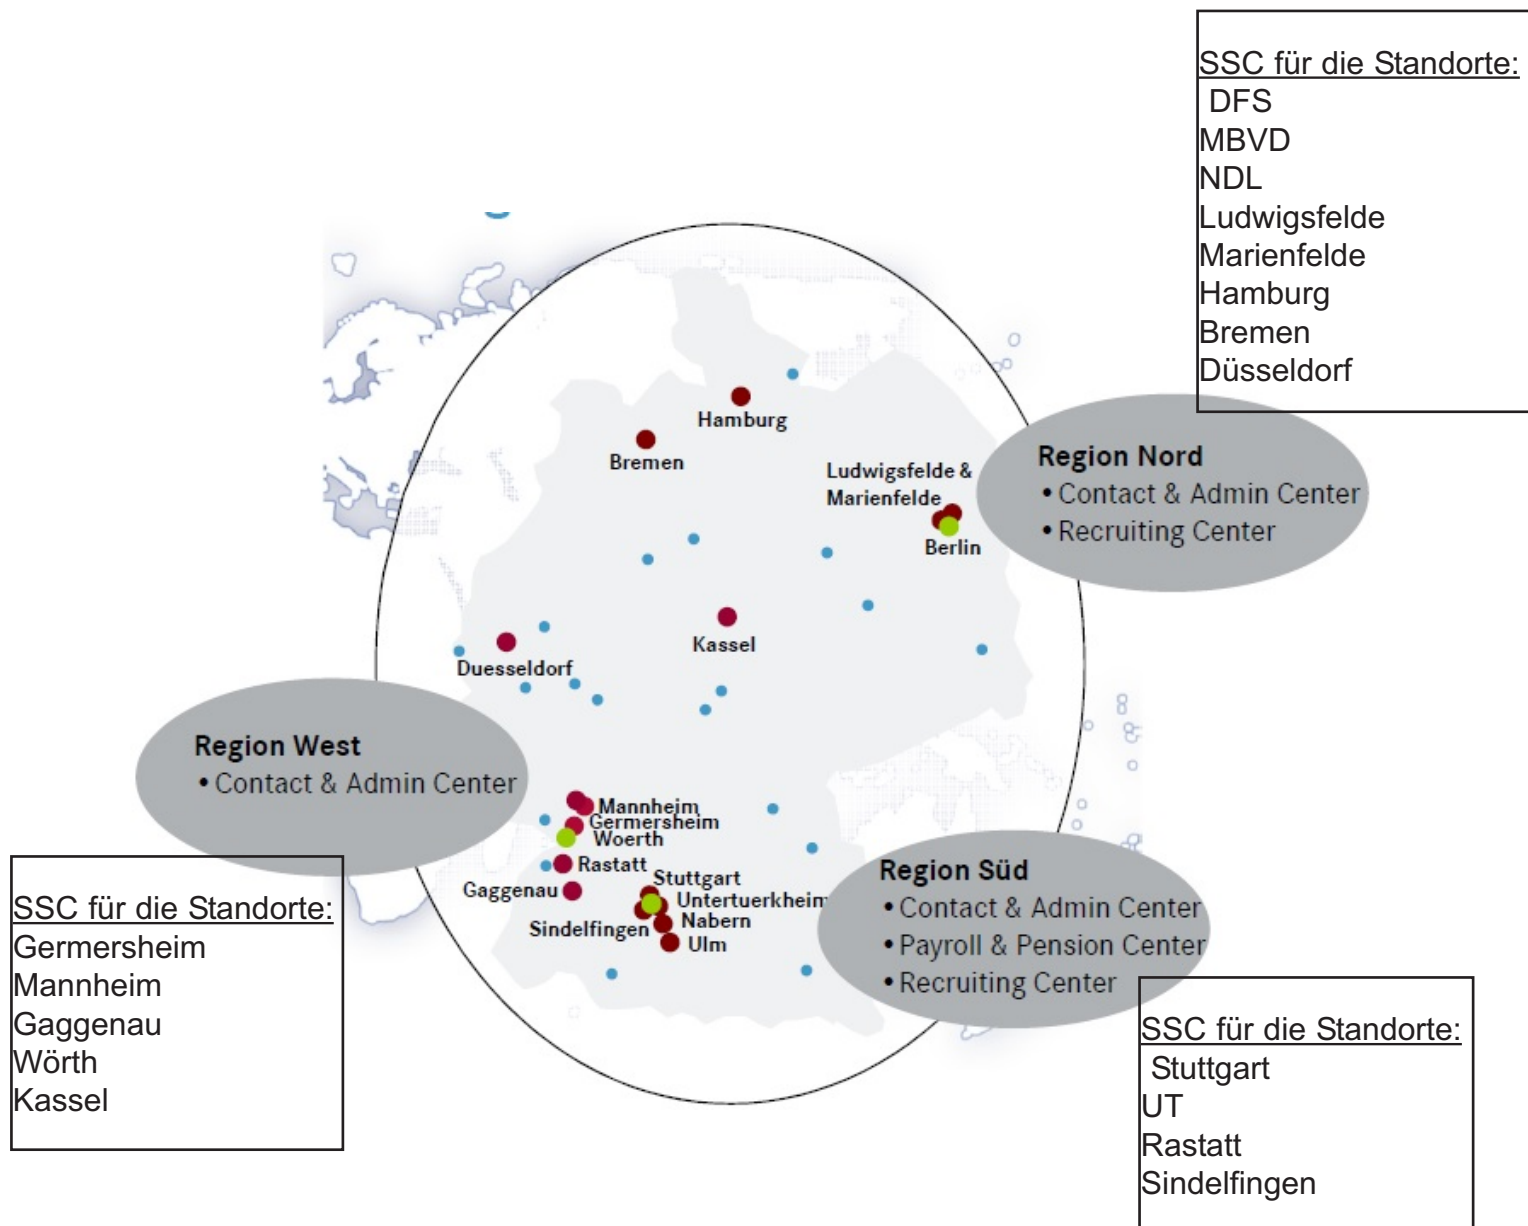 SSC für die Standorte:
DFS
MBVD
NDL
Ludwigsfelde
Marienfelde
Hamburg
Bremen
Düsseldorf
Hamburg
Bremen
Ludwigsfelde &
Marienfelde
Berlin
Region Nord
• Contact & Admin Center
• Recruiting Center
Kassel
Duesseldorf
Region West
• Contact & Admin Center
Mannheim
Germersheim
Woerth
Rastatt
Gaggenau
Stuttgart
Untertuerkheim
Nabern
Sindelfingen
Ulm
Region Süd
• Contact & Admin Center
• Payroll & Pension Center
• Recruiting Center
SSC für die Standorte:
Germersheim
Mannheim
Gaggenau
Wörth
Kassel
SSC für die Standorte:
Stuttgart
UT
Rastatt
Sindelfingen